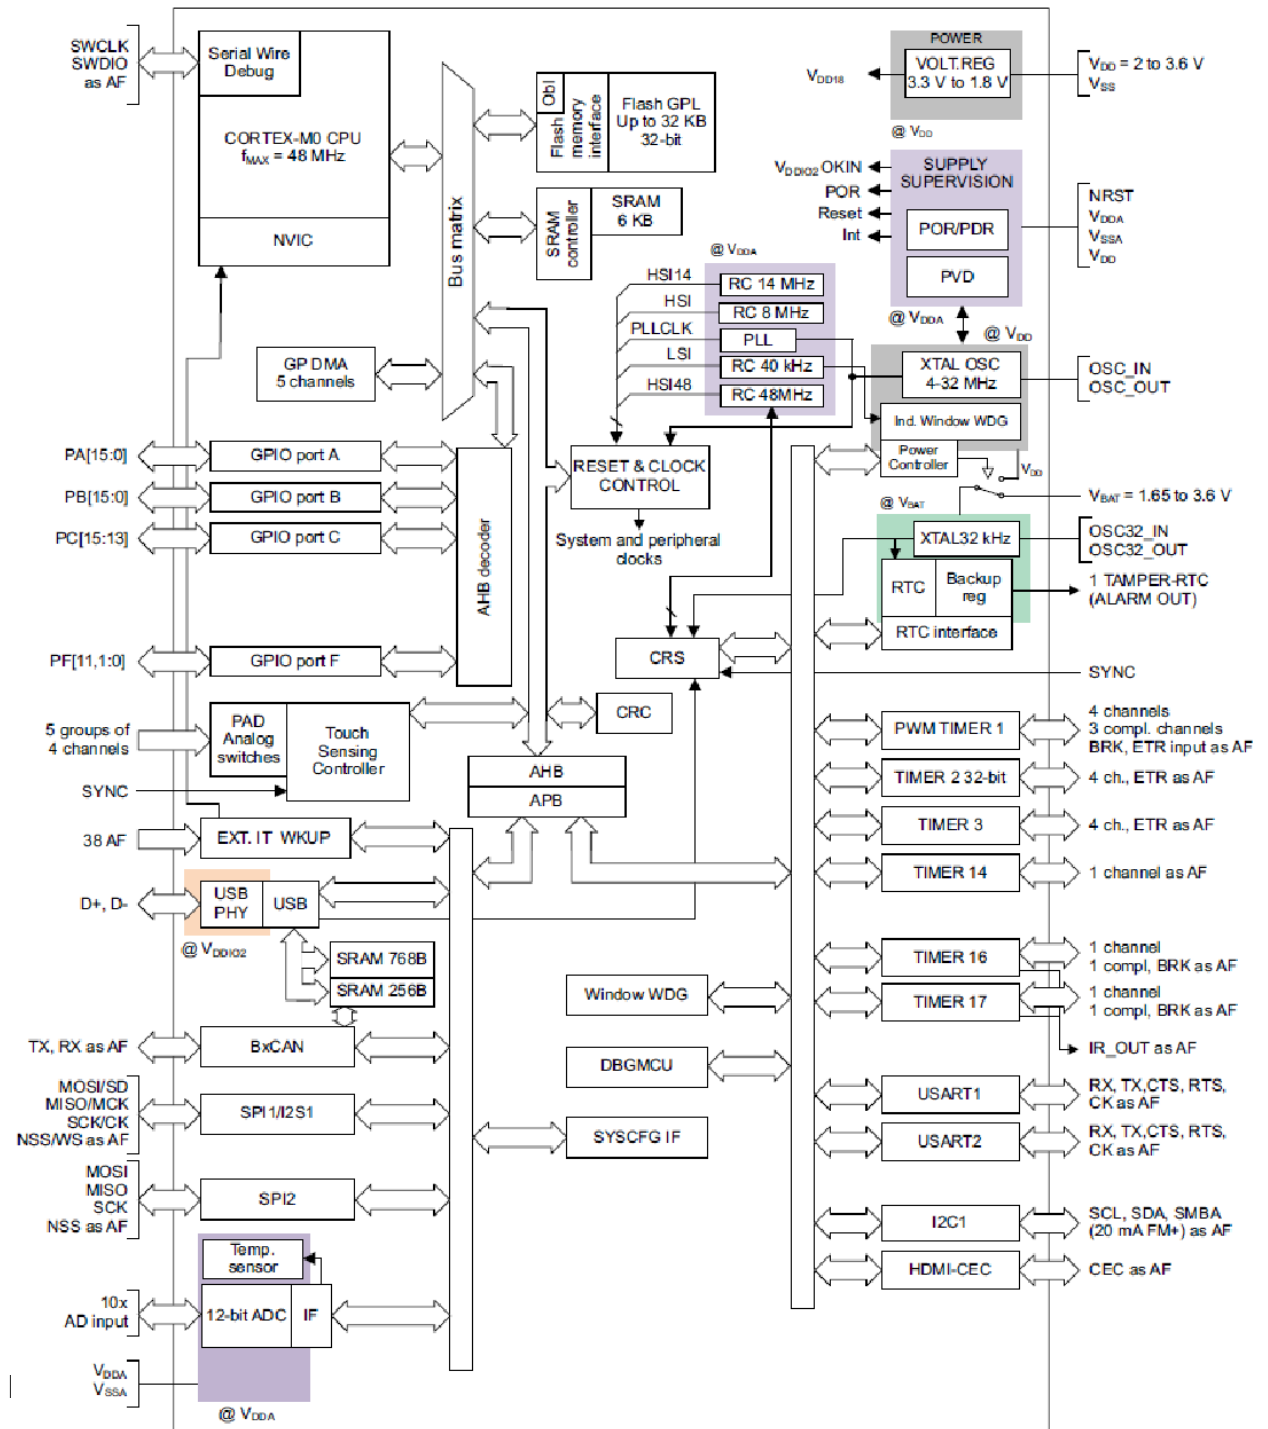 SWCLK
SWDIO
as AF
Serial Wire
Debug
CORTEX-M0 CPU
fMAX = 48 MHz
NVIC
Bus matrix
Obl
Flash
memory
interface
Flash GPL
Up to 32 KB
32-bit
SRAM
controller
SRAM
6 KB
POWER
VOLT.REG
3.3 V to 1.8 V
VDD18
VDD = 2 to 3.6 V
VSS
@ VDD
SUPPLY
SUPERVISION
VDDIO2 OKIN
POR
Reset
Int
POR/PDR
PVD
NRST
VDDA
VSSA
VDD
@ VDDA
@ VDD
@ VDDA
HSI14
RC 14 MHz
HSI
RC 8 MHz
PLLCLK
PLL
LSI
RC 40 kHz
HSI48
RC 48MHz
XTAL OSC
4-32 MHz
OSC_IN
OSC_OUT
Ind. Window WDG
Power
Controller
VDD
VBAT = 1.65 to 3.6 V
@ VBAT
GP DMA
5 channels
PA[15:0]
GPIO port A
PB[15:0]
GPIO port B
PC[15:13]
GPIO port C
PF[11,1:0]
GPIO port F
AHB decoder
RESET & CLOCK
CONTROL
System and peripheral
clocks
XTAL32 kHz
OSC32_IN
OSC32_OUT
RTC
Backup
reg
1 TAMPER-RTC
(ALARM OUT)
RTC interface
CRS
SYNC
CRC
5 groups of
4 channels
PAD
Analog
switches
Touch
Sensing
Controller
SYNC
AHB
APB
38 AF
EXT. IT WKUP
D+, D-
USB
PHY
USB
@ VDDIO2
SRAM 768B
SRAM 256B
TX, RX as AF
BxCAN
MOSI/SD
MISO/MCK
SCK/CK
NSS/WS as AF
SPI1/I2S1
MOSI
MISO
SCK
NSS as AF
SPI2
Temp.
sensor
10x
AD input
12-bit ADC
IF
VDDA
VSSA
@ VDDA
Window WDG
DBGMCU
SYSCFG IF
PWM TIMER 1
4 channels
3 compl. channels
BRK, ETR input as AF
TIMER 2 32-bit
4 ch., ETR as AF
TIMER 3
4 ch., ETR as AF
TIMER 14
1 channel as AF
TIMER 16
1 channel
1 compl, BRK as AF
TIMER 17
1 channel
1 compl, BRK as AF
IR_OUT as AF
USART1
RX, TX,CTS, RTS,
CK as AF
USART2
RX, TX,CTS, RTS,
CK as AF
I2C1
SCL, SDA, SMBA
(20 mA FM+) as AF
HDMI-CEC
CEC as AF